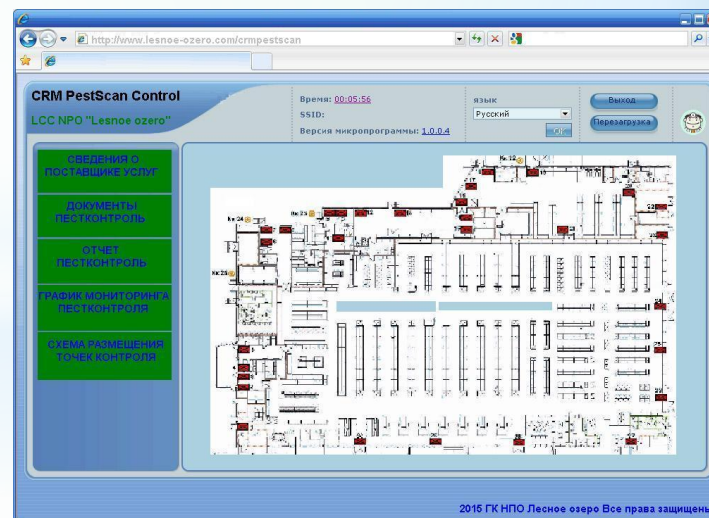 http://www.lesnoe-ozero.com/crmpestscan
CRM PestScan Control
LCC NPO "Lesnoe ozero"
Время: 00:05:56
SSID:
Версия микропрограммы: 1.0.0.4
язык
Русский
OK
Выход
Перезагрузка
СВЕДЕНИЯ О
ПОСТАВЩИКЕ УСЛУГ
ДОКУМЕНТЫ
ПЕСТКОНТРОЛЬ
ОТЧЕТ
ПЕСТКОНТРОЛЬ
ГРАФИК МОНИТОРИНГА
ПЕСТКОНТРОЛЯ
СХЕМА РАЗМЕЩЕНИЯ
ТОЧЕК КОНТРОЛЯ
2015 ГК НПО Лесное озеро Все права защищены